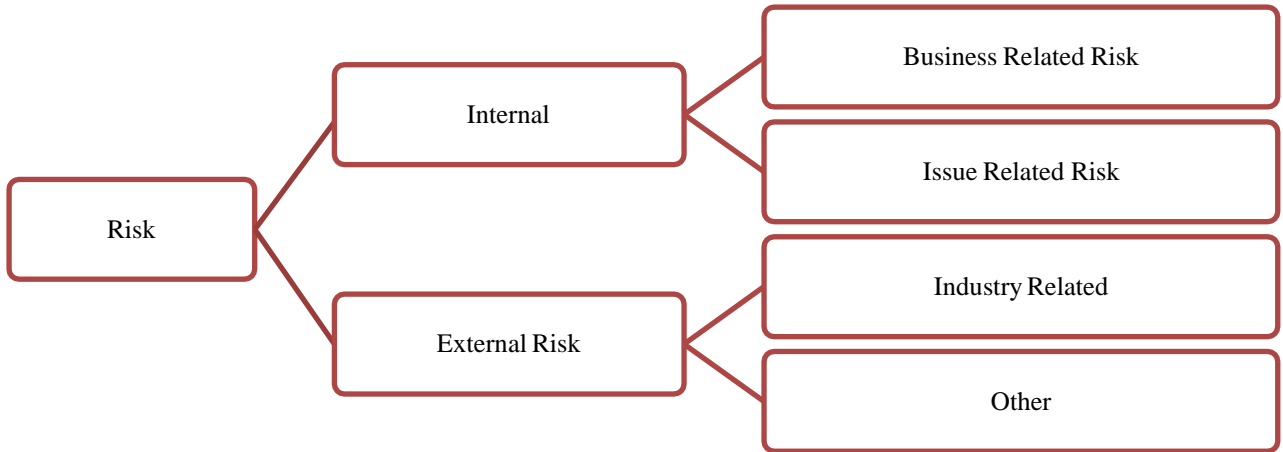 Risk
Internal
Business Related Risk
Issue Related Risk
External Risk
Industry Related
Other